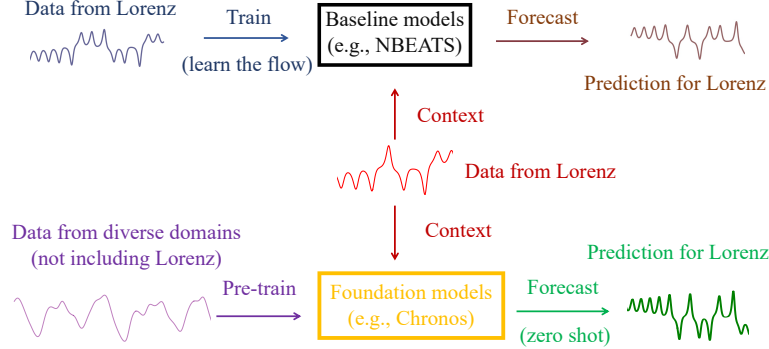 Data from Lorenz
Train
(learn the flow)
Baseline models
(e.g., NBEATS)
Forecast
Prediction for Lorenz
Context
Data from Lorenz
Context
Data from diverse domains
(not including Lorenz)
Pre-train
Foundation models
(e.g., Chronos)
Forecast
(zero shot)
Prediction for Lorenz